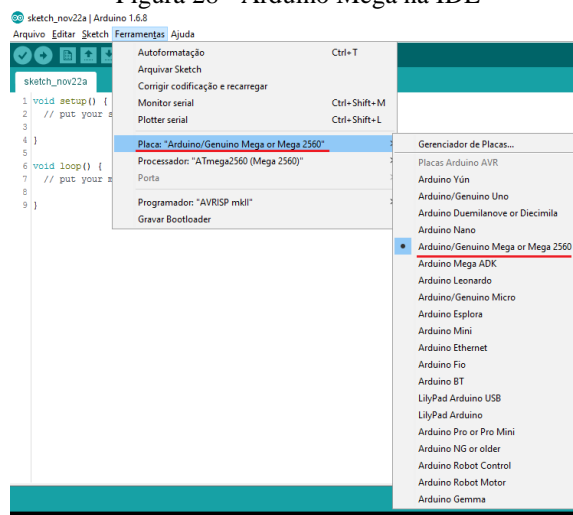 Figura 28 - Arduino Mega na IDE
sketch_nov22a | Arduino 1.6.8
Arquivo Editar Sketch Ferramentas Ajuda
sketch_nov22a
1 void setup() {
2 // put your s
3
4 }
5
6 void loop() {
7 // put your m
8
9 }
Autoformatação Ctrl+T
Arquivar Sketch
Corrigir codificação e recarregar
Monitor serial Ctrl+Shift+M
Plotter serial Ctrl+Shift+L
Placa: "Arduino/Genuino Mega or Mega 2560"
Processador: "ATmega2560 (Mega 2560)"
Porta
Programador: "AVRISP mkII"
Gravar Bootloader
Gerenciador de Placas...
Placas Arduino AVR
Arduino Yún
Arduino/Genuino Uno
Arduino Duemilanove or Diecimila
Arduino Nano
Arduino/Genuino Mega or Mega 2560
Arduino Mega ADK
Arduino Leonardo
Arduino/Genuino Micro
Arduino Esplora
Arduino Mini
Arduino Ethernet
Arduino Fio
Arduino BT
LilyPad Arduino USB
LilyPad Arduino
Arduino Pro or Pro Mini
Arduino NG or older
Arduino Robot Control
Arduino Robot Motor
Arduino Gemma